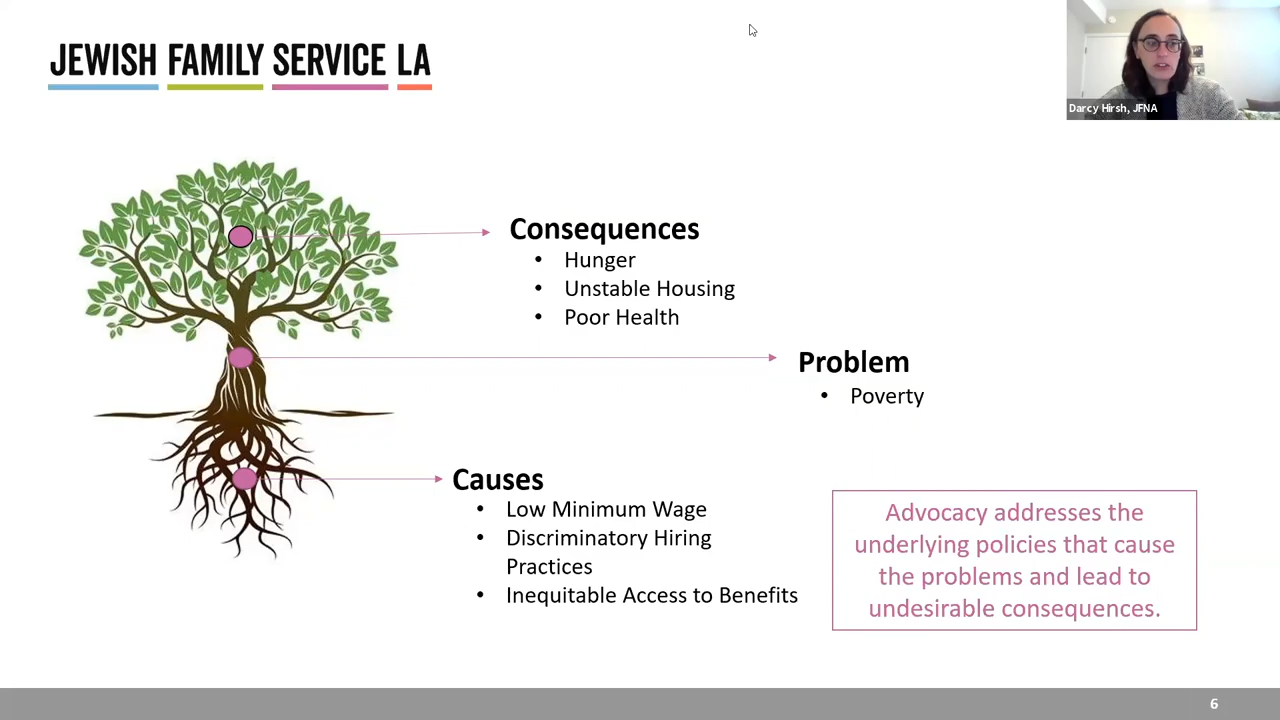 JEWISH FAMILY SERVICE LA
Darcy Hirsh, JFNA
Consequences
• Hunger
• Unstable Housing
• Poor Health
Problem
• Poverty
Causes
• Low Minimum Wage
• Discriminatory Hiring
Practices
• Inequitable Access to Benefits
Advocacy addresses the
underlying policies that cause
the problems and lead to
undesirable consequences.
6